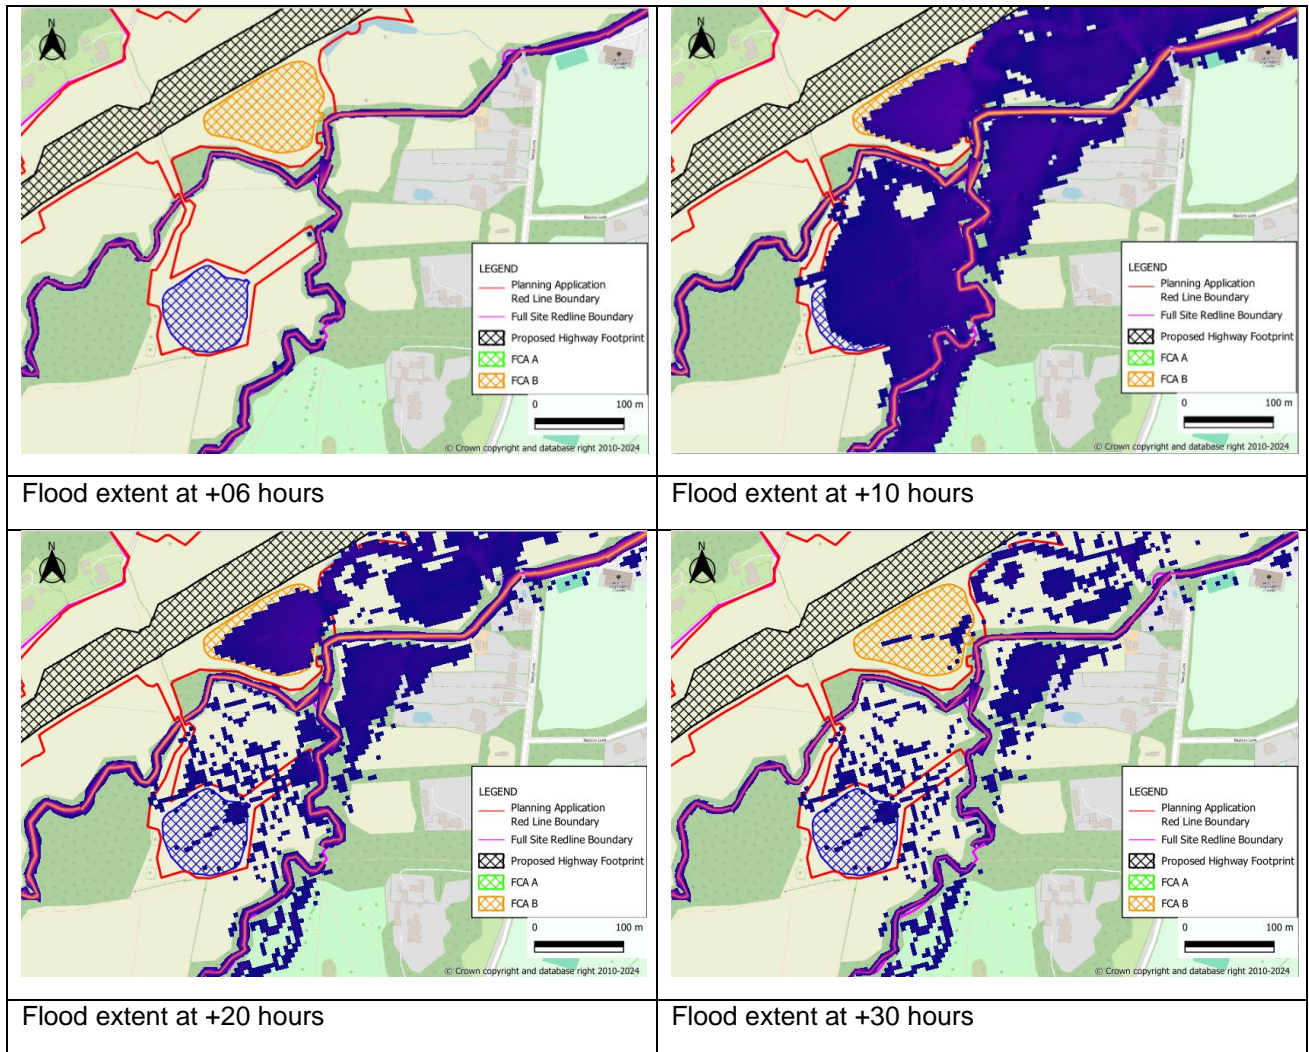 N
LEGEND
Planning Application
Red Line Boundary
Full Site Redline Boundary
Proposed Highway Footprint
FCA A
FCA B
0 100 m
© Crown copyright and database right 2010-2024
N
LEGEND
Planning Application
Red Line Boundary
Full Site Redline Boundary
Proposed Highway Footprint
FCA A
FCA B
0 100 m
© Crown copyright and database right 2010-2024
Flood extent at +06 hours
Flood extent at +10 hours
N
LEGEND
Planning Application
Red Line Boundary
Full Site Redline Boundary
Proposed Highway Footprint
FCA A
FCA B
0 100 m
© Crown copyright and database right 2010-2024
N
LEGEND
Planning Application
Red Line Boundary
Full Site Redline Boundary
Proposed Highway Footprint
FCA A
FCA B
0 100 m
© Crown copyright and database right 2010-2024
Flood extent at +20 hours
Flood extent at +30 hours